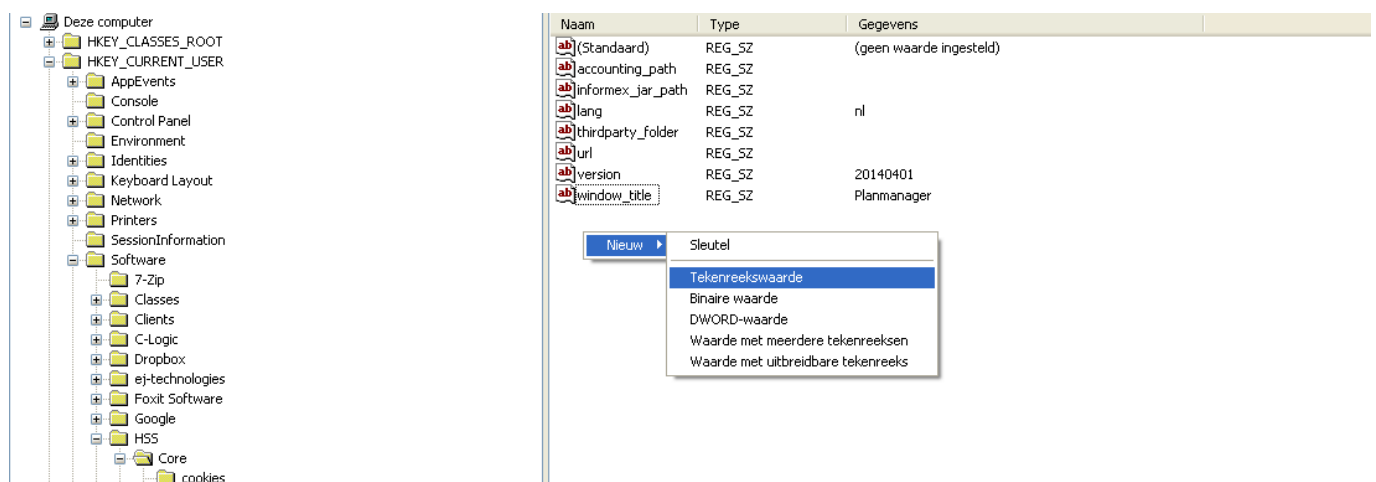 Deze computer
HKEY_CLASSES_ROOT
HKEY_CURRENT_USER
AppEvents
Console
Control Panel
Environment
Identities
Keyboard Layout
Network
Printers
SessionInformation
Software
7-Zip
Classes
Clients
C-Logic
Dropbox
ej-technologies
Foxit Software
Google
HSS
Core
cookies
Naam Type Gegevens
(Standaard) REG_SZ (geen waarde ingesteld)
accounting_path REG_SZ
informex_jar_path REG_SZ
lang REG_SZ nl
thirdparty_folder REG_SZ
url REG_SZ
version REG_SZ 20140401
window_title REG_SZ Planmanager
Nieuw
Sleutel
Tekenreekswaarde
Binaire waarde
DWORD-waarde
Waarde met meerdere tekenreeksen
Waarde met uitbreidbare tekenreeks